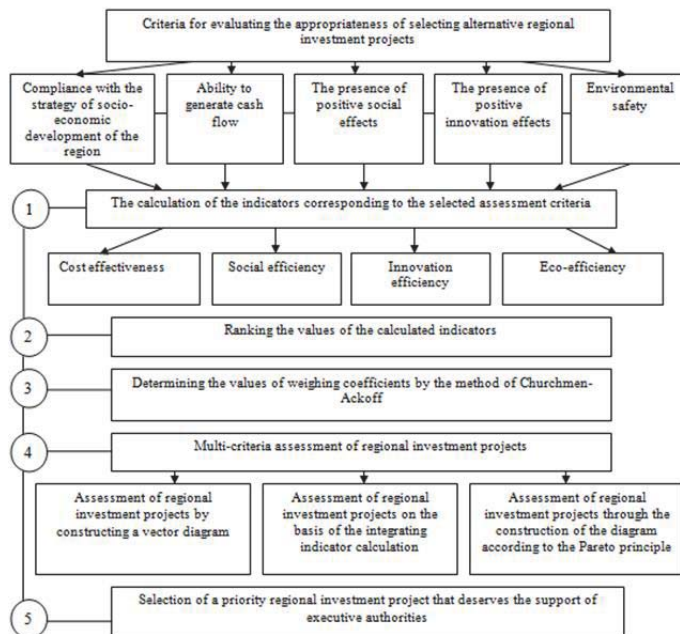 Criteria for evaluating the appropriateness of selecting alternative regional
investment projects
Compliance with the
strategy of socio-
economic
development of the
region
Ability to
generate cash
flow
The presence of
positive social
effects
The presence of
positive
innovation effects
Environmental
safety
1
The calculation of the indicators corresponding to the selected assessment criteria
Cost effectiveness
Social efficiency
Innovation
efficiency
Eco-efficiency
2
Ranking the values of the calculated indicators
3
Determining the values of weighing coefficients by the method of Churchmen-
Ackoff
4
Multi-criteria assessment of regional investment projects
Assessment of regional
investment projects by
constructing a vector diagram
Assessment of regional
investment projects on the
basis of the integrating
indicator calculation
Assessment of regional
investment projects through the
construction of the diagram
according to the Pareto principle
5
Selection of a priority regional investment project that deserves the support of
executive authorities